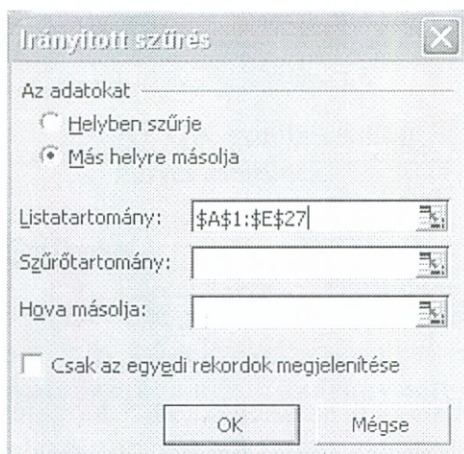 Irányított szűrés
Az adatokat
Helyben szűrje
Más helyre másolja
Listatartomány: $A$1:$E$27
Szűrőtartomány:
Hova másolja:
Csak az egyedi rekordok megjelenítése
OK Mégse